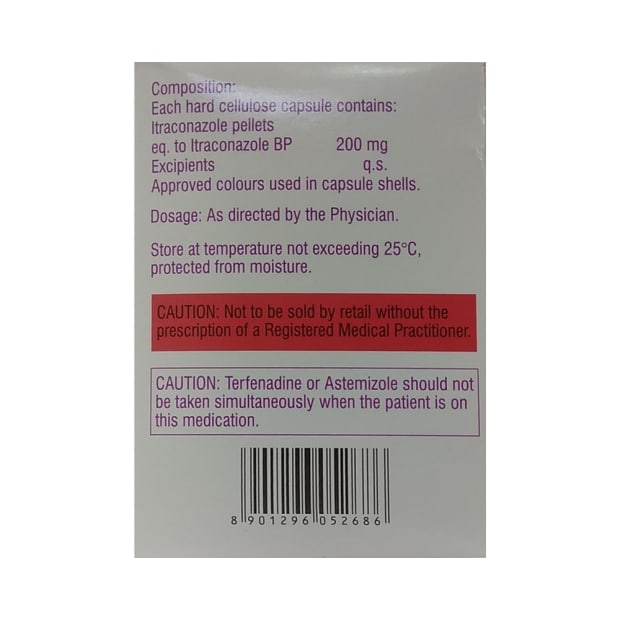 Composition:
Each hard cellulose capsule contains:
Itraconazole pellets
eq. to Itraconazole BP 200 mg
Excipients q.s.
Approved colours used in capsule shells.
Dosage: As directed by the Physician.
Store at temperature not exceeding 25°C,
protected from moisture.
CAUTION: Not to be sold by retail without the
prescription of a Registered Medical Practitioner.
CAUTION: Terfenadine or Astemizole should not
be taken simultaneously when the patient is on
this medication.
8 901296 052686